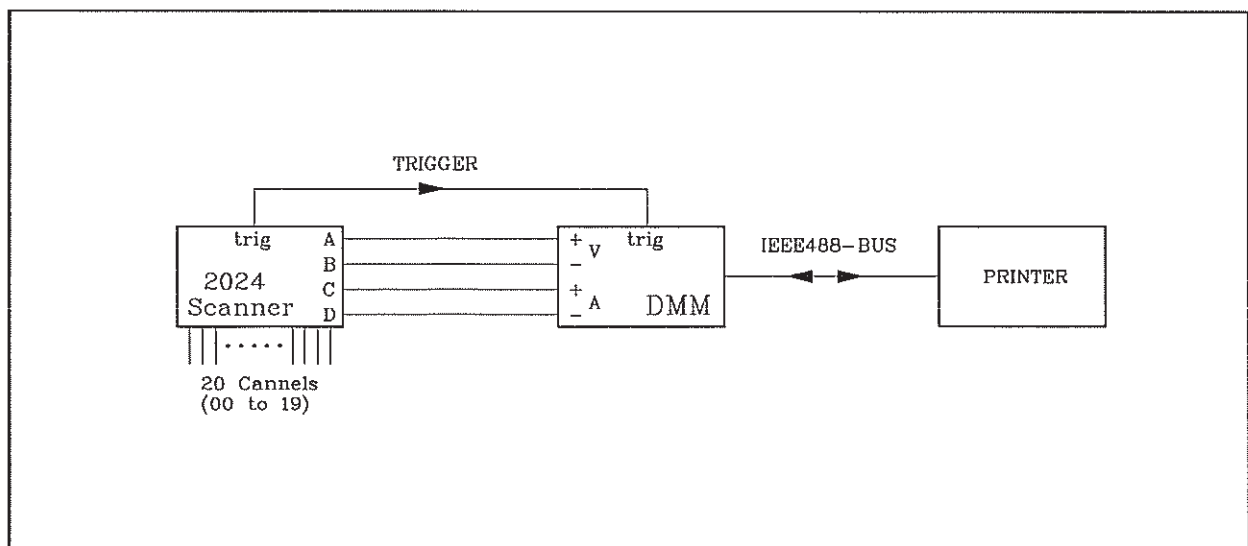 TRIGGER
trig A
B
2024
Scanner
C
D
20 Cannels
(00 to 19)
+ V trig
-
+ A
-
DMM
IEEE488-BUS
PRINTER